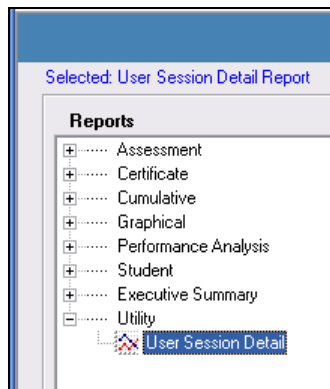 Selected: User Session Detail Report
Reports
Assessment
Certificate
Cumulative
Graphical
Performance Analysis
Student
Executive Summary
Utility
User Session Detail